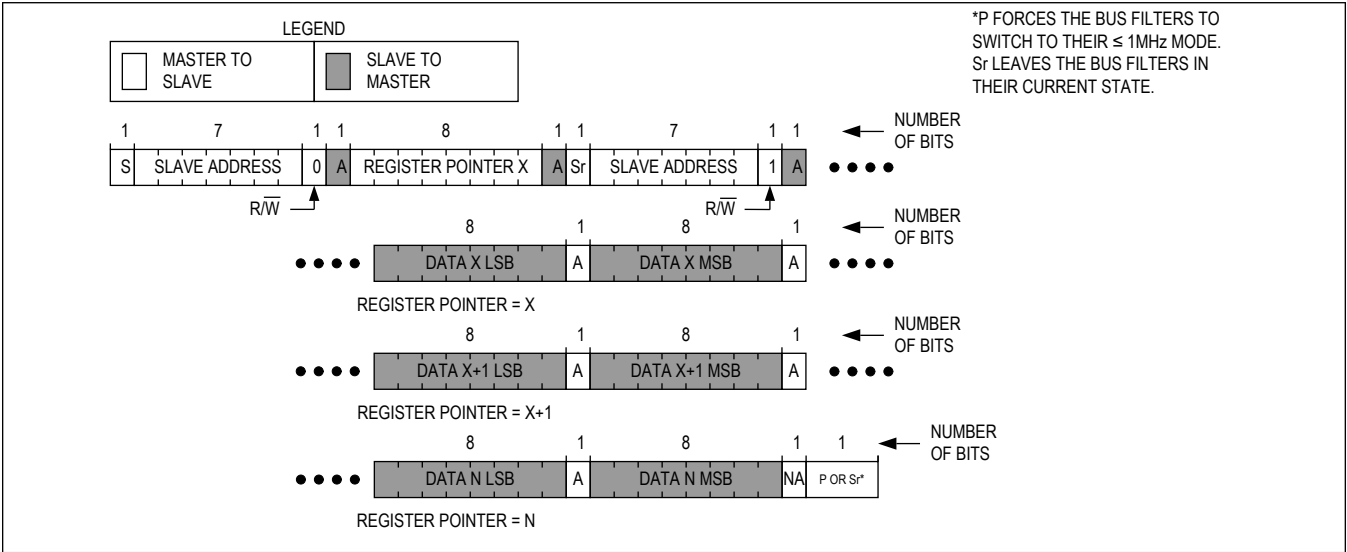 LEGEND
MASTER TO
SLAVE
SLAVE TO
MASTER
*P FORCES THE BUS FILTERS TO
SWITCH TO THEIR ≤ 1MHz MODE.
Sr LEAVES THE BUS FILTERS IN
THEIR CURRENT STATE.
1 7 1 1 8 1 1 7 1 1
NUMBER
OF BITS
S SLAVE ADDRESS 0 A REGISTER POINTER X A Sr SLAVE ADDRESS 1 A
R/W̅ R/W̅
8 1 8 1
NUMBER
OF BITS
DATA X LSB A DATA X MSB A
REGISTER POINTER = X
8 1 8 1
NUMBER
OF BITS
DATA X+1 LSB A DATA X+1 MSB A
REGISTER POINTER = X+1
8 1 8 1 1
NUMBER
OF BITS
DATA N LSB A DATA N MSB NA P OR Sr*
REGISTER POINTER = N